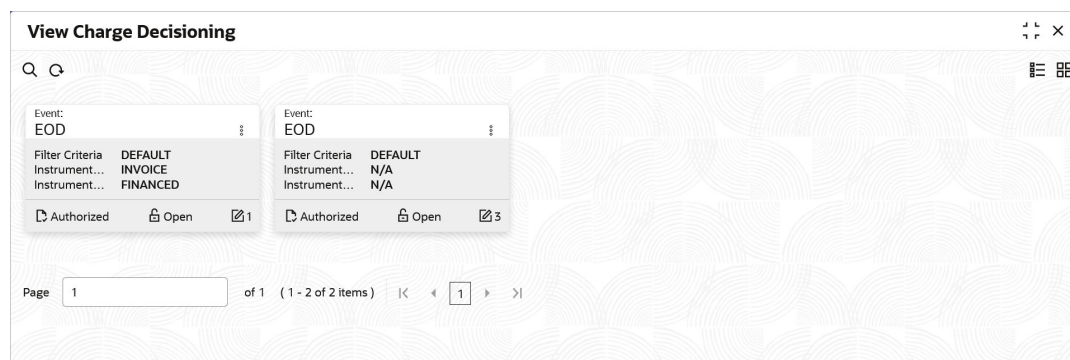 View Charge Decisioning
Event:
EOD
Filter Criteria DEFAULT
Instrument... INVOICE
Instrument... FINANCED
Authorized Open 1
Event:
EOD
Filter Criteria DEFAULT
Instrument... N/A
Instrument... N/A
Authorized Open 3
Page 1 of 1 ( 1 - 2 of 2 items ) 1